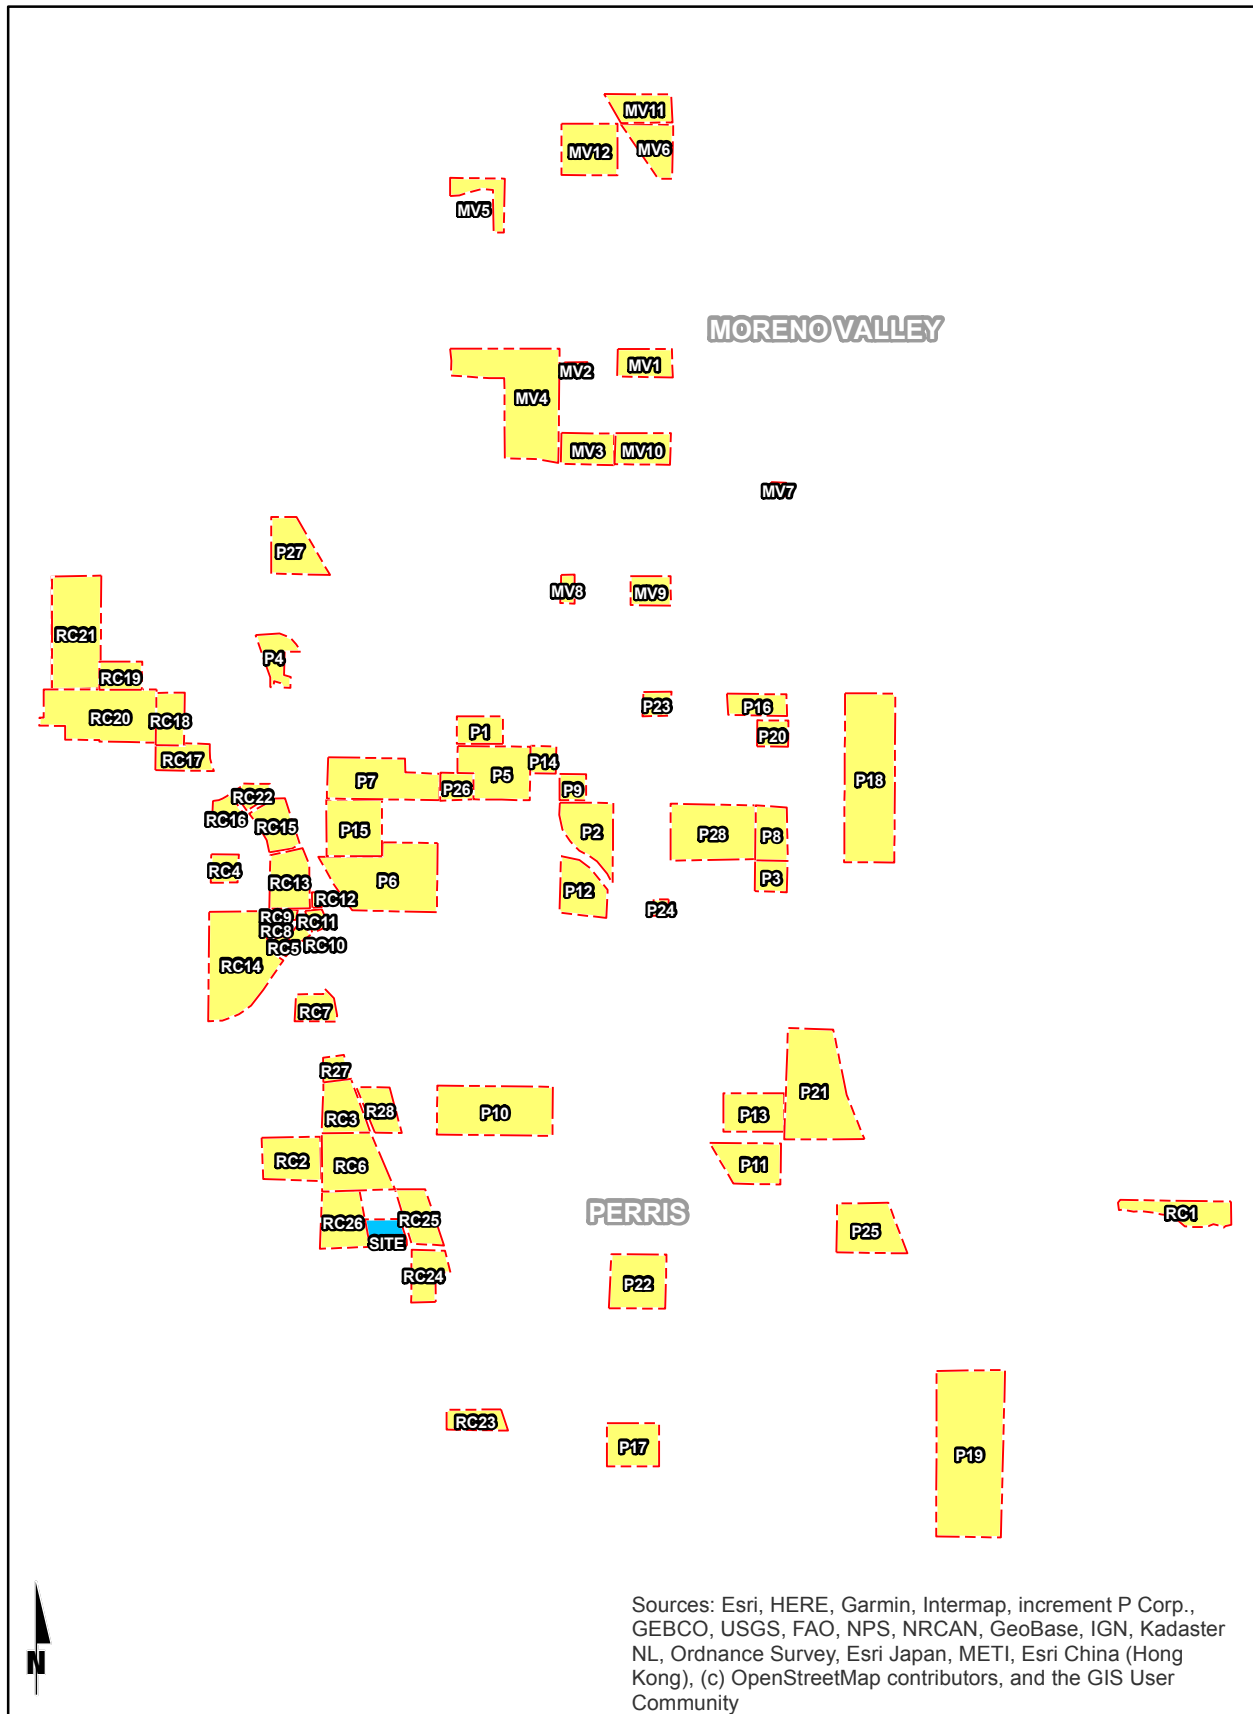 MV11
MV12
MV6
MV5
MORENO VALLEY
MV2
MV1
MV4
MV3
MV10
MV7
P27
MV8
MV9
RC21
P4
RC19
RC20
RC18
P23
P16
P1
P20
RC17
P14
P7
P5
P18
P26
P9
RC22
RC16
RC15
P15
P2
P28
P8
RC4
RC13
P6
P3
P12
RC12
P24
RC9
RC11
RC8
RC5
RC10
RC14
RC7
R27
P21
RC3
R28
P10
P13
RC2
RC6
P11
PERRIS
RC1
RC26
RC25
P25
SITE
RC24
P22
RC23
P17
P19
N
Sources: Esri, HERE, Garmin, Intermap, increment P Corp.,
GEBCO, USGS, FAO, NPS, NRCAN, GeoBase, IGN, Kadaster
NL, Ordnance Survey, Esri Japan, METI, Esri China (Hong
Kong), (c) OpenStreetMap contributors, and the GIS User
Community